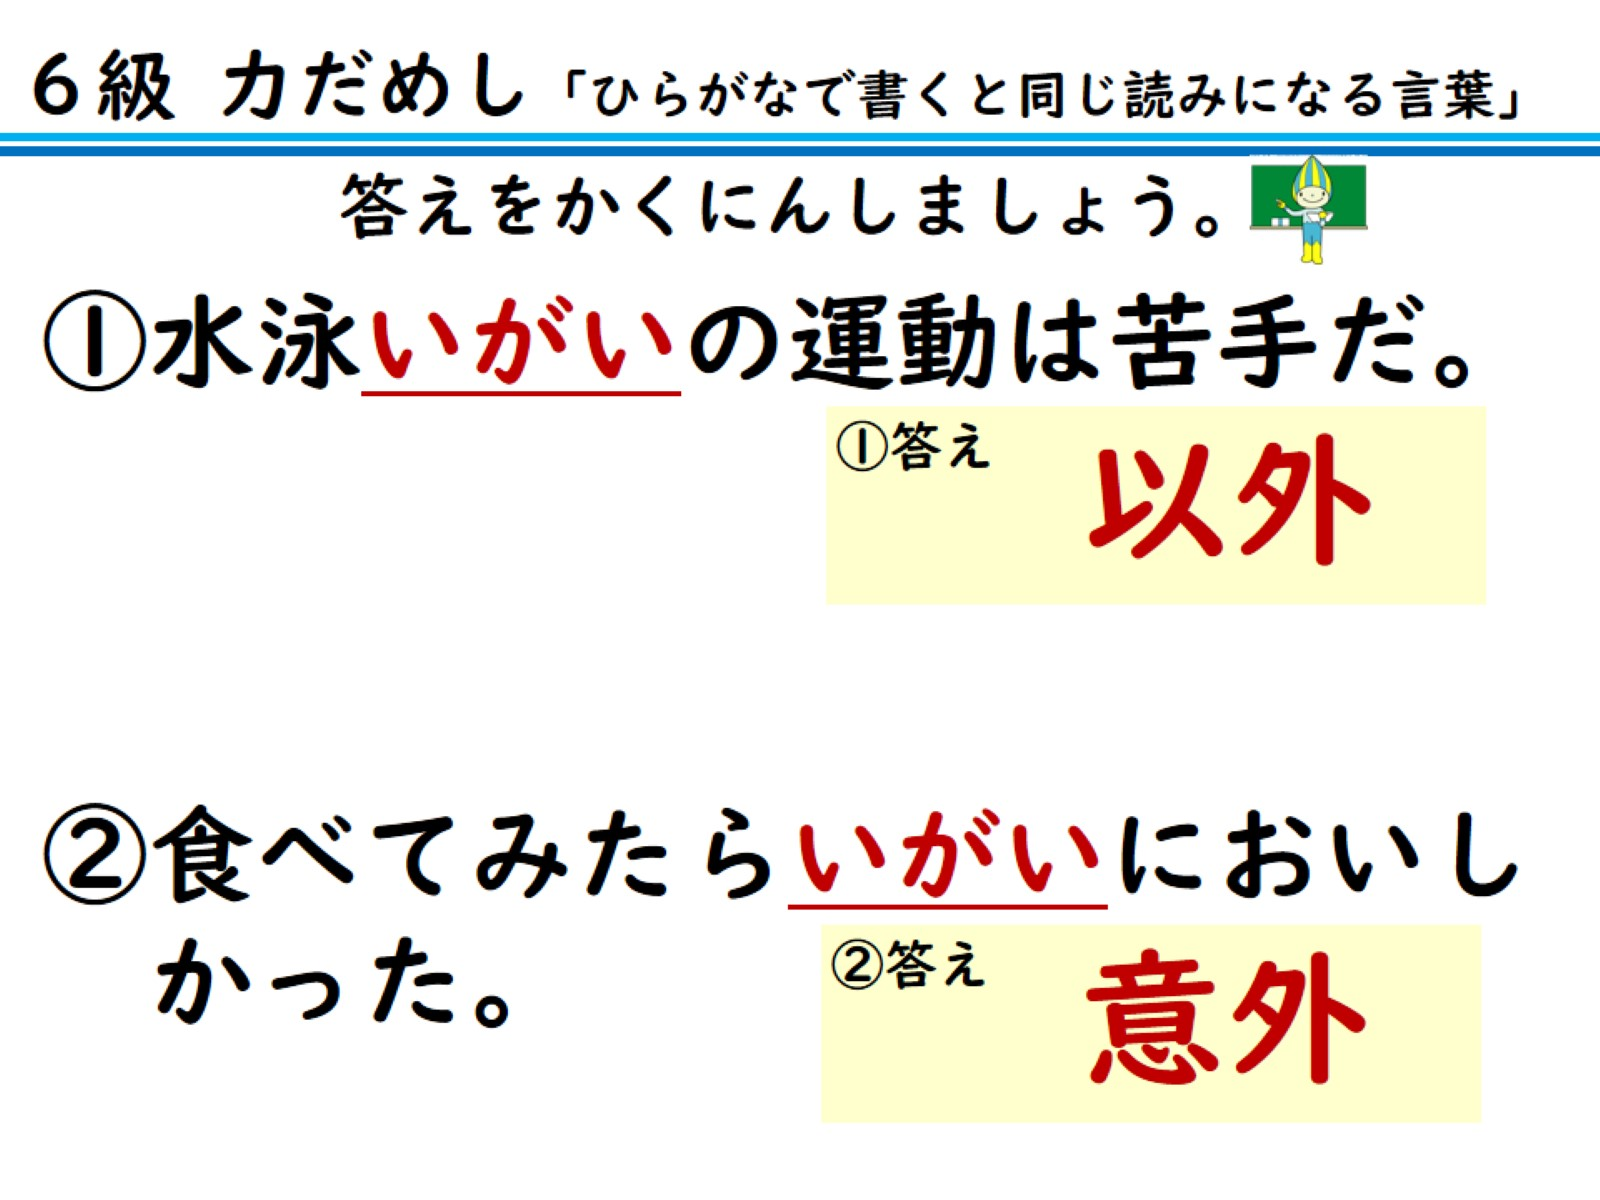 ６級 力だめし「ひらがなで書くと同じ読みになる言葉」
答えをかくにんしましょう。
①水泳いがいの運動は苦手だ。
①答え 以外
②食べてみたらいがいにおいし
かった。
②答え 意外